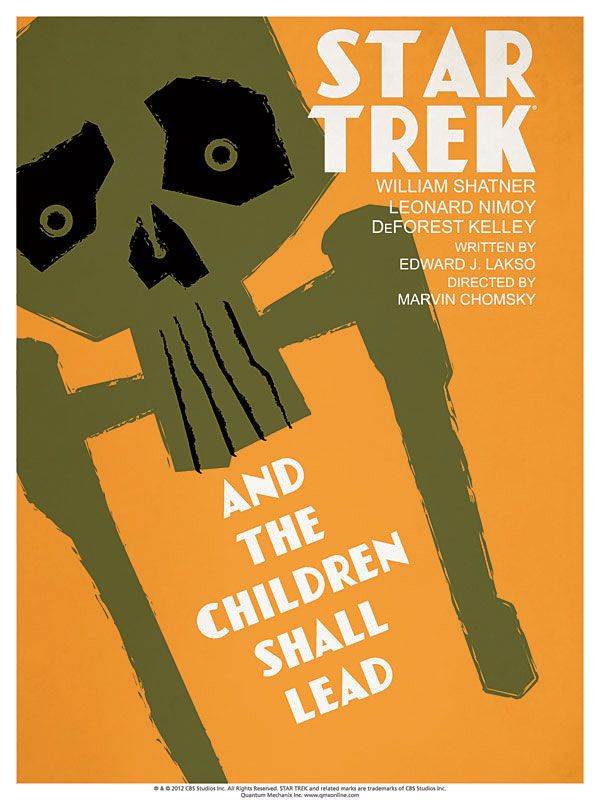 STAR
TREK®
WILLIAM SHATNER
LEONARD NIMOY
DeFOREST KELLEY
WRITTEN BY
EDWARD J. LAKSO
DIRECTED BY
MARVIN CHOMSKY
AND
THE
CHILDREN
SHALL
LEAD
® & © 2012 CBS Studios Inc. All Rights Reserved. STAR TREK and related marks are trademarks of CBS Studios Inc.
Quantum Mechanix Inc. www.qmxonline.com